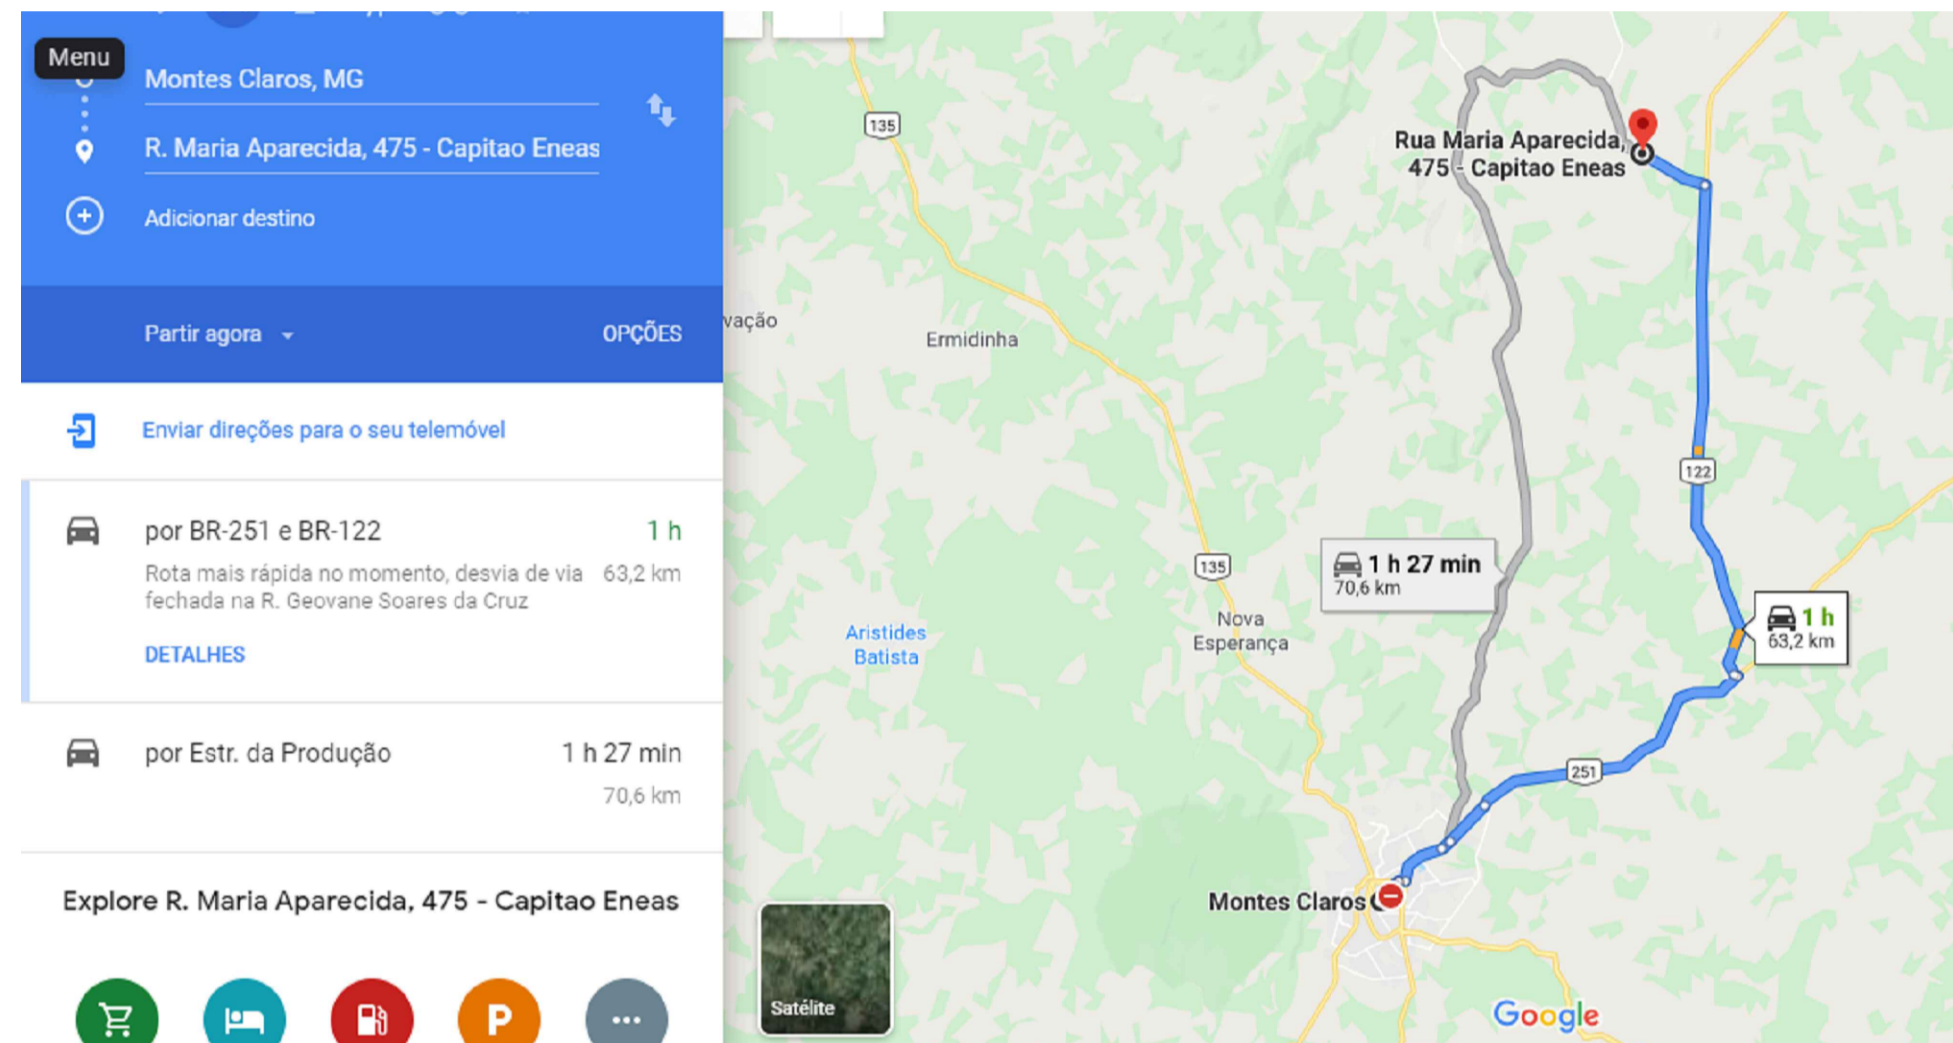 Menu
Montes Claros, MG
R. Maria Aparecida, 475 - Capitao Eneas
Adicionar destino
Partir agora
OPÇÕES
Enviar direções para o seu telemóvel
por BR-251 e BR-122
1 h
Rota mais rápida no momento, desvia de via
63,2 km
fechada na R. Geovane Soares da Cruz
DETALHES
por Estr. da Produção
1 h 27 min
70,6 km
Explore R. Maria Aparecida, 475 - Capitao Eneas
P
135
Rua Maria Aparecida,
475 - Capitao Eneas
vação
Ermidinha
122
135
1 h 27 min
70,6 km
Nova
Esperança
1 h
63,2 km
Aristides
Batista
251
Montes Claros
Satélite
Google